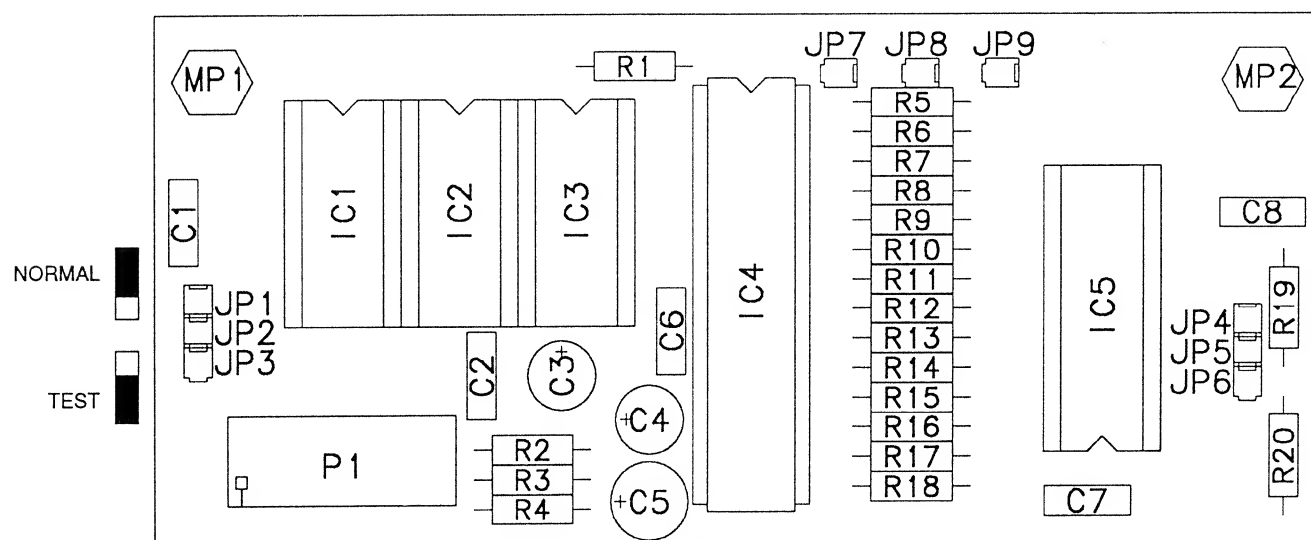 JP7
JP8
JP9
MP1
R1
MP2
R5
R6
R7
R8
R9
R10
R11
R12
R13
R14
R15
R16
R17
R18
IC1
IC2
IC3
IC4
IC5
C1
C8
NORMAL
JP1
JP2
JP3
C6
R19
JP4
JP5
JP6
C2
C3
+
TEST
+C4
P1
R2
R3
R4
+C5
R20
C7